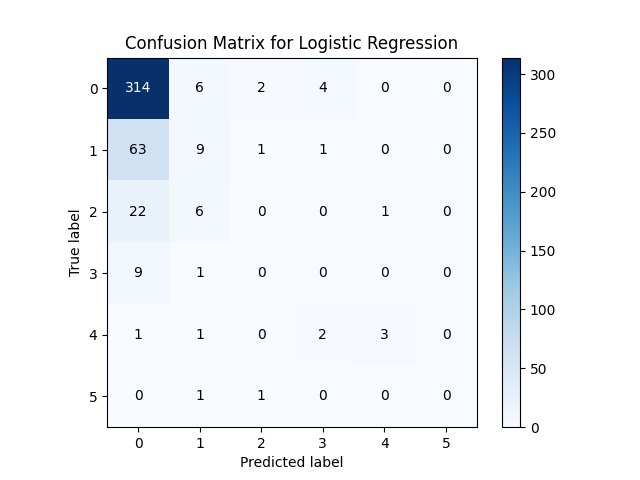 Confusion Matrix for Logistic Regression
0 314 6 2 4 0 0
1 63 9 1 1 0 0
2 22 6 0 0 1 0
3 9 1 0 0 0 0
4 1 1 0 2 3 0
5 0 1 1 0 0 0
0 1 2 3 4 5
Predicted label
True label
300
250
200
150
100
50
0